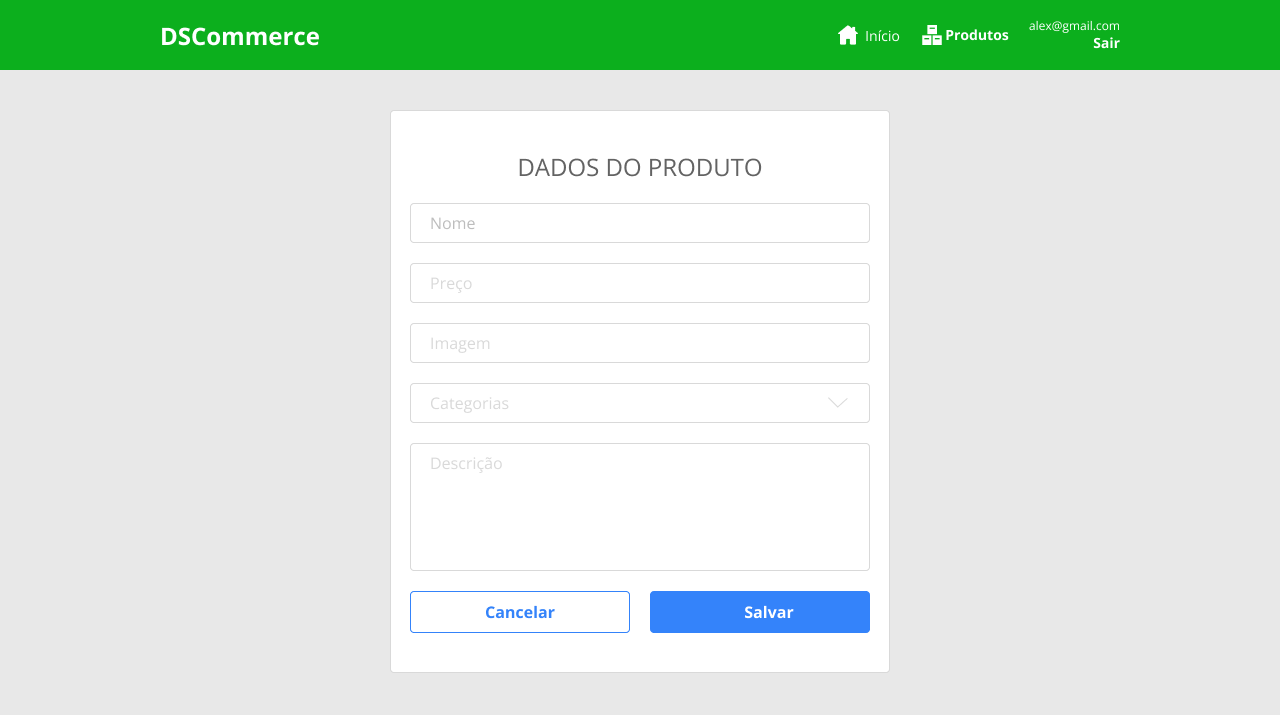 DSCommerce
Início
Produtos
alex@gmail.com
Sair
DADOS DO PRODUTO
Nome
Preço
Imagem
Categorias
Descrição
Cancelar
Salvar